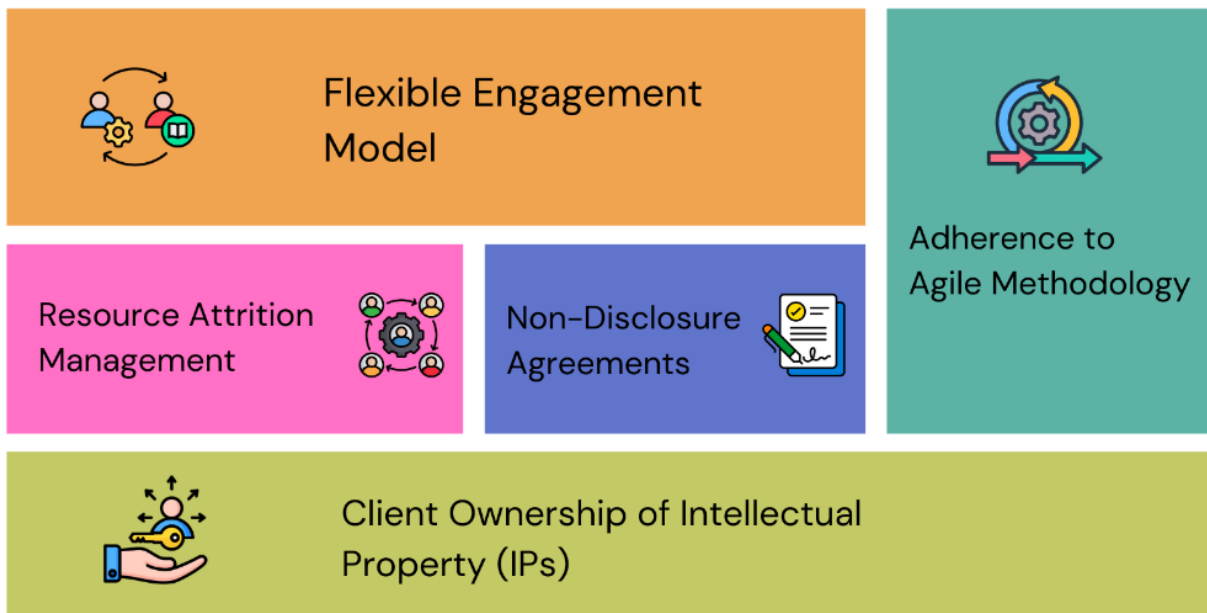 Flexible Engagement
Model
Adherence to
Agile Methodology
Resource Attrition
Management
Non-Disclosure
Agreements
Client Ownership of Intellectual
Property (IPs)